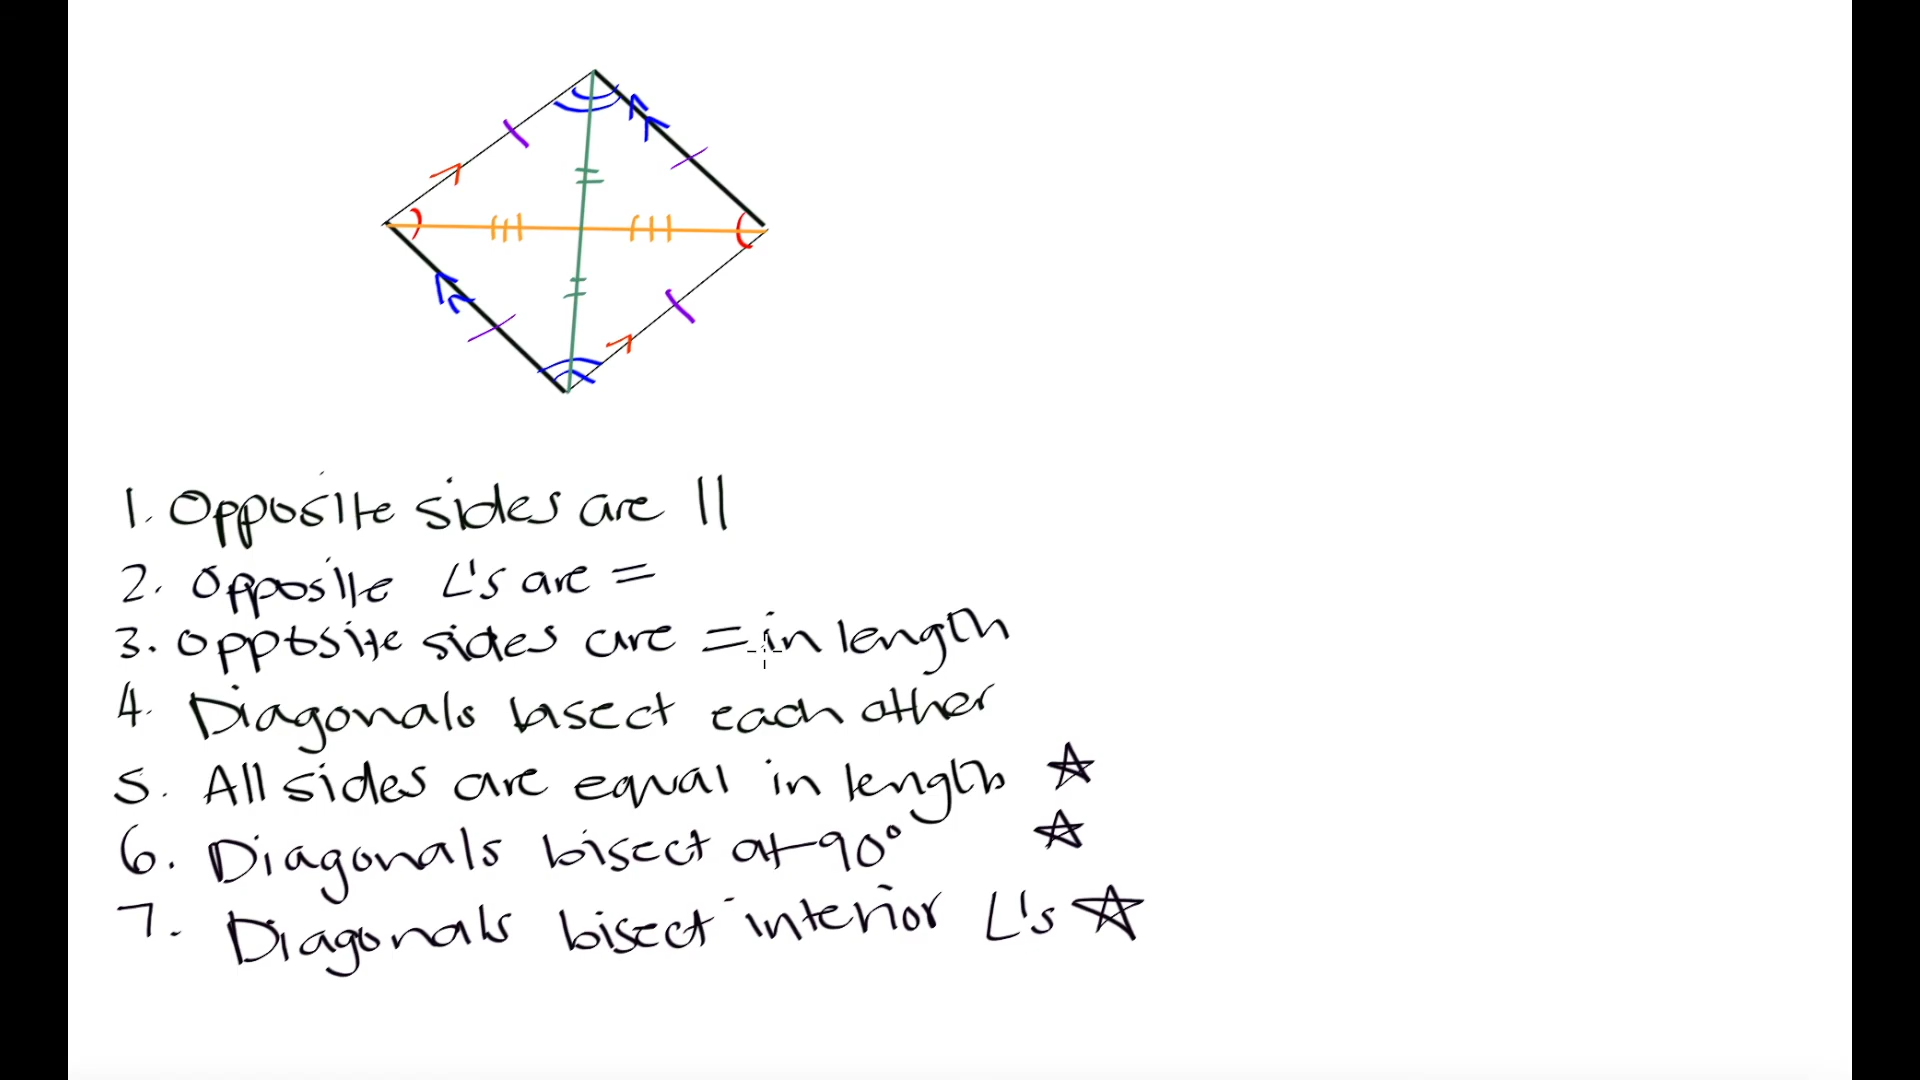 1. Opposite sides are ||
2. Opposite L's are =
3. Opposite sides are = in length
4. Diagonals bisect each other
5. All sides are equal in length ☆
6. Diagonals bisect at 90° ☆
7. Diagonals bisect interior L's ☆